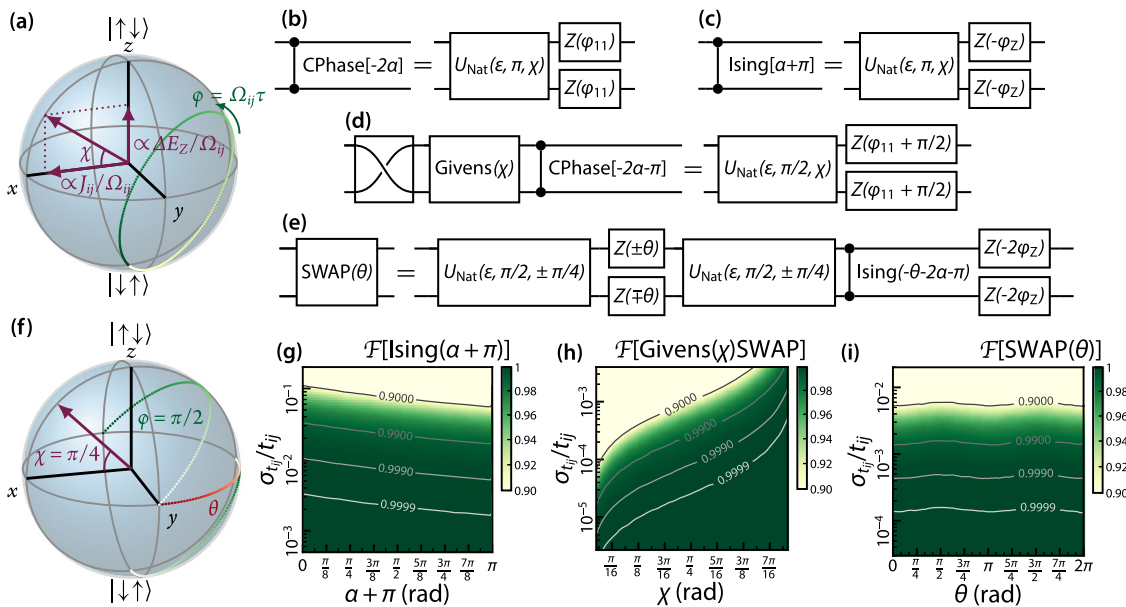 (a)
|↑↓⟩
z
φ = Ω_ij τ
χ
∝ΔE_Z/Ω_ij
∝J_ij/Ω_ij
x
y
|↓↑⟩
(b)
CPhase[-2α] = U_Nat(ε, π, χ) Z(φ_11)
Z(φ_11)
(c)
Ising[α+π] = U_Nat(ε, π, χ) Z(-φ_Z)
Z(-φ_Z)
(d)
Givens(χ) CPhase[-2α-π] = U_Nat(ε, π/2, χ) Z(φ_11 + π/2)
Z(φ_11 + π/2)
(e)
SWAP(θ) = U_Nat(ε, π/2, ± π/4) Z(±θ) U_Nat(ε, π/2, ± π/4) Ising(-θ-2α-π) Z(-2φ_Z)
Z(∓θ) Z(-2φ_Z)
(f)
|↑↓⟩
z
φ = π/2
χ = π/4
x
y
θ
|↓↑⟩
(g) ℱ[Ising(α + π)]
σ_{t_ij}/t_ij
10^-1
10^-2
10^-3
0.9000
0.9900
0.9990
0.9999
0 π/8 π/4 3π/8 π/2 5π/8 3π/4 7π/8 π
α + π (rad)
1
0.98
0.96
0.94
0.92
0.90
(h) ℱ[Givens(χ)SWAP]
σ_{t_ij}/t_ij
10^-3
10^-4
10^-5
0.9000
0.9900
0.9990
0.9999
π/16 π/8 3π/16 π/4 5π/16 3π/8 7π/16
χ (rad)
1
0.98
0.96
0.94
0.92
0.90
(i) ℱ[SWAP(θ)]
σ_{t_ij}/t_ij
10^-2
10^-3
10^-4
0.9000
0.9900
0.9990
0.9999
0 π/4 π/2 3π/4 π 5π/4 3π/2 7π/4 2π
θ (rad)
1
0.98
0.96
0.94
0.92
0.90